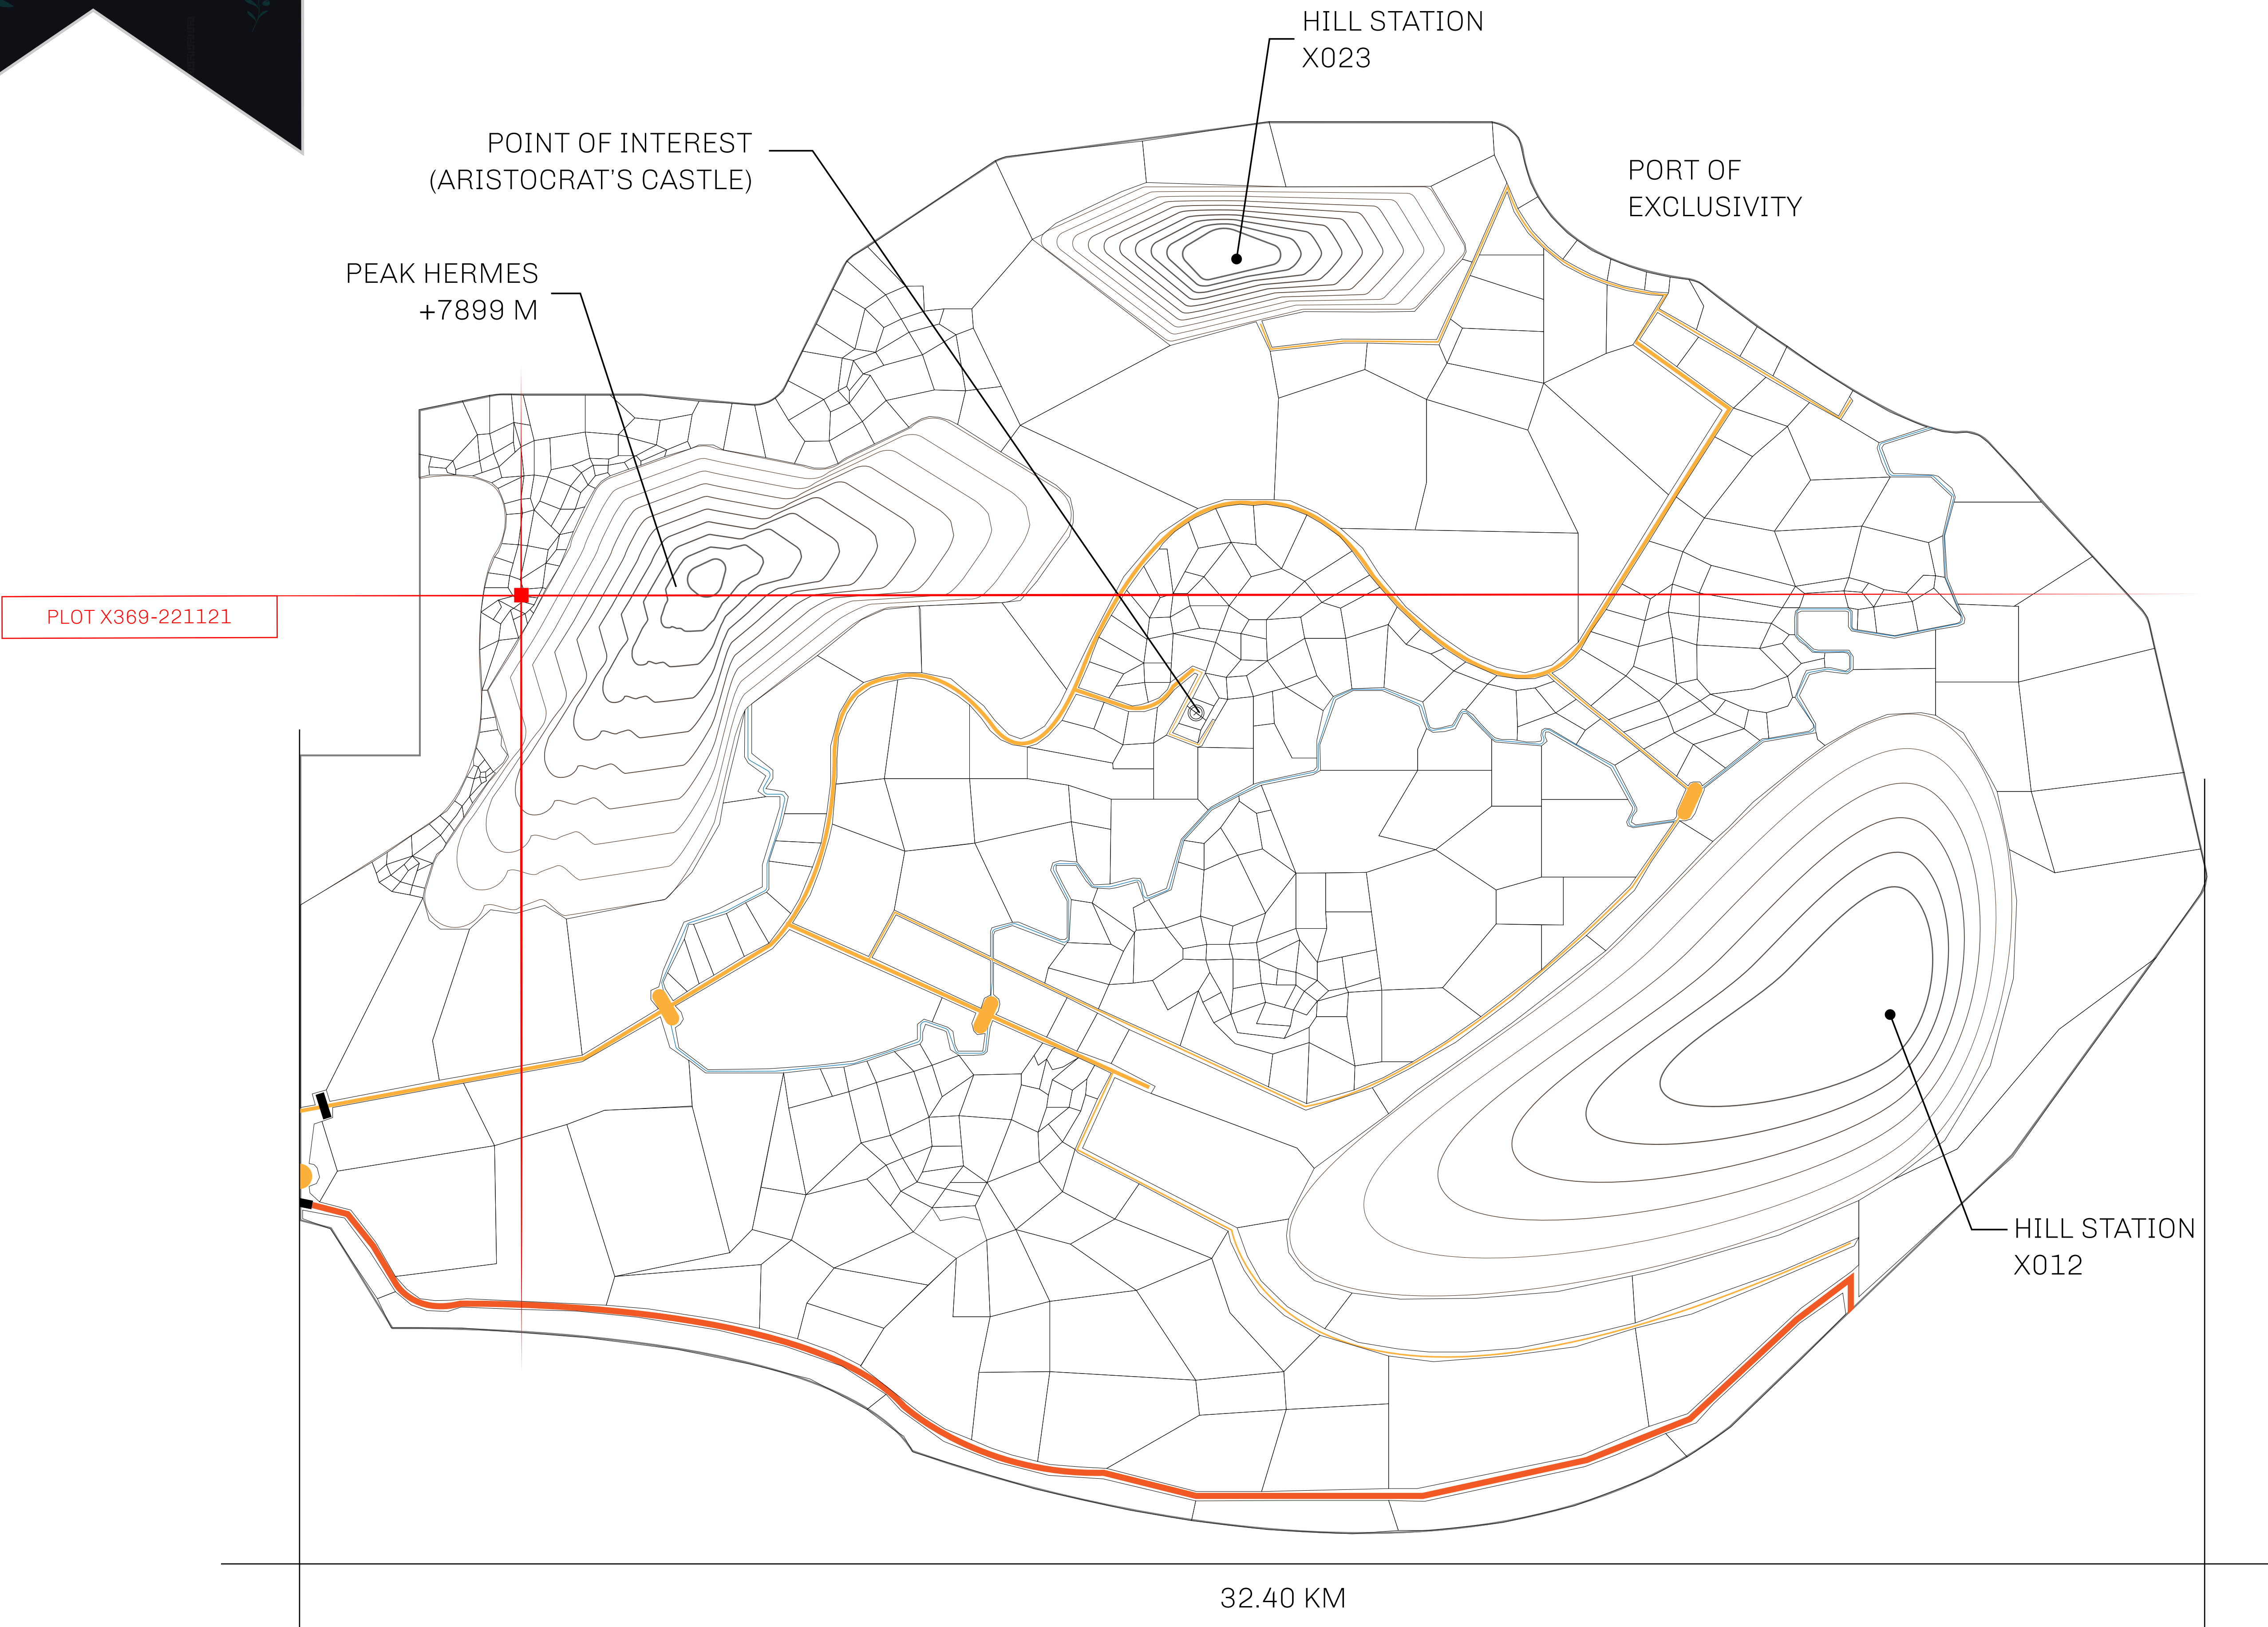 HILL STATION
X023
POINT OF INTEREST
(ARISTOCRAT'S CASTLE)
PORT OF
EXCLUSIVITY
PEAK HERMES
+7899 M
PLOT X369-221121
HILL STATION
X012
32.40 KM